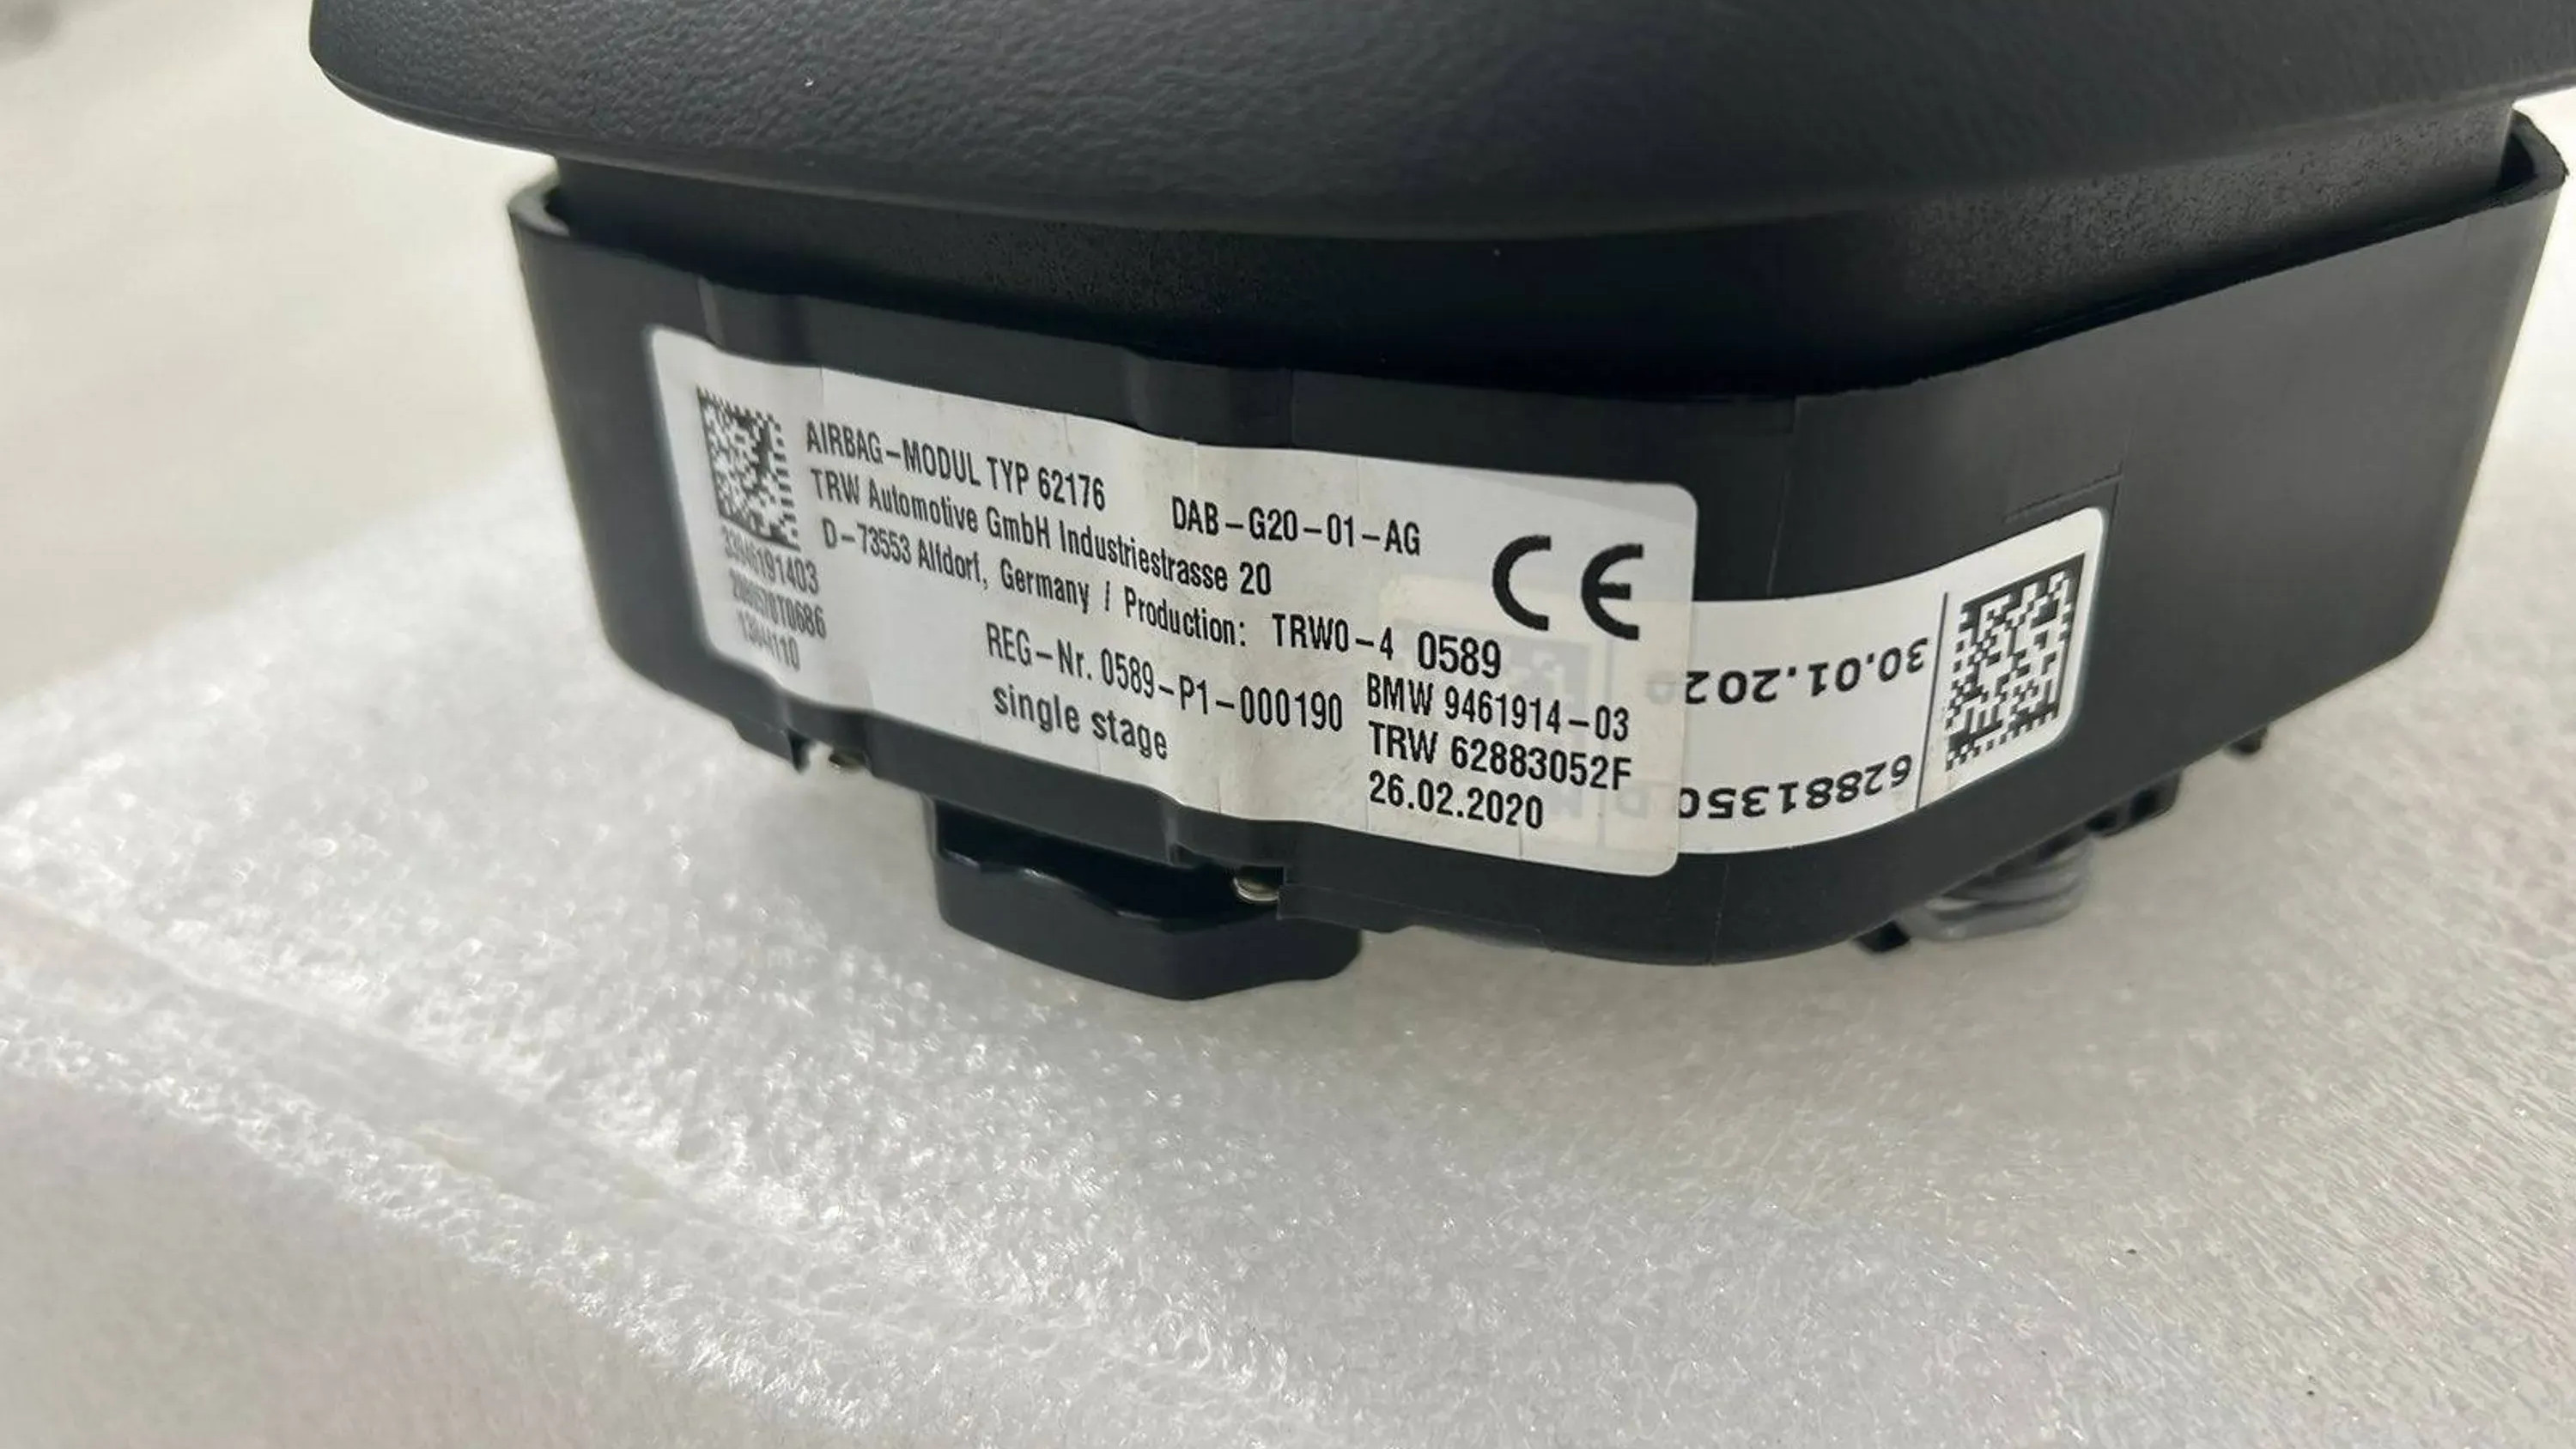 AIRBAG-MODUL TYP 62176 DAB-G20-01-AG
TRW Automotive GmbH Industriestrasse 20
D-73553 Alfdorf, Germany / Production: TRW0-4 0589
REG-Nr. 0589-P1-000190
single stage
BMW 9461914-03
TRW 62883052F
26.02.2020
CE
30.01.202
6288135